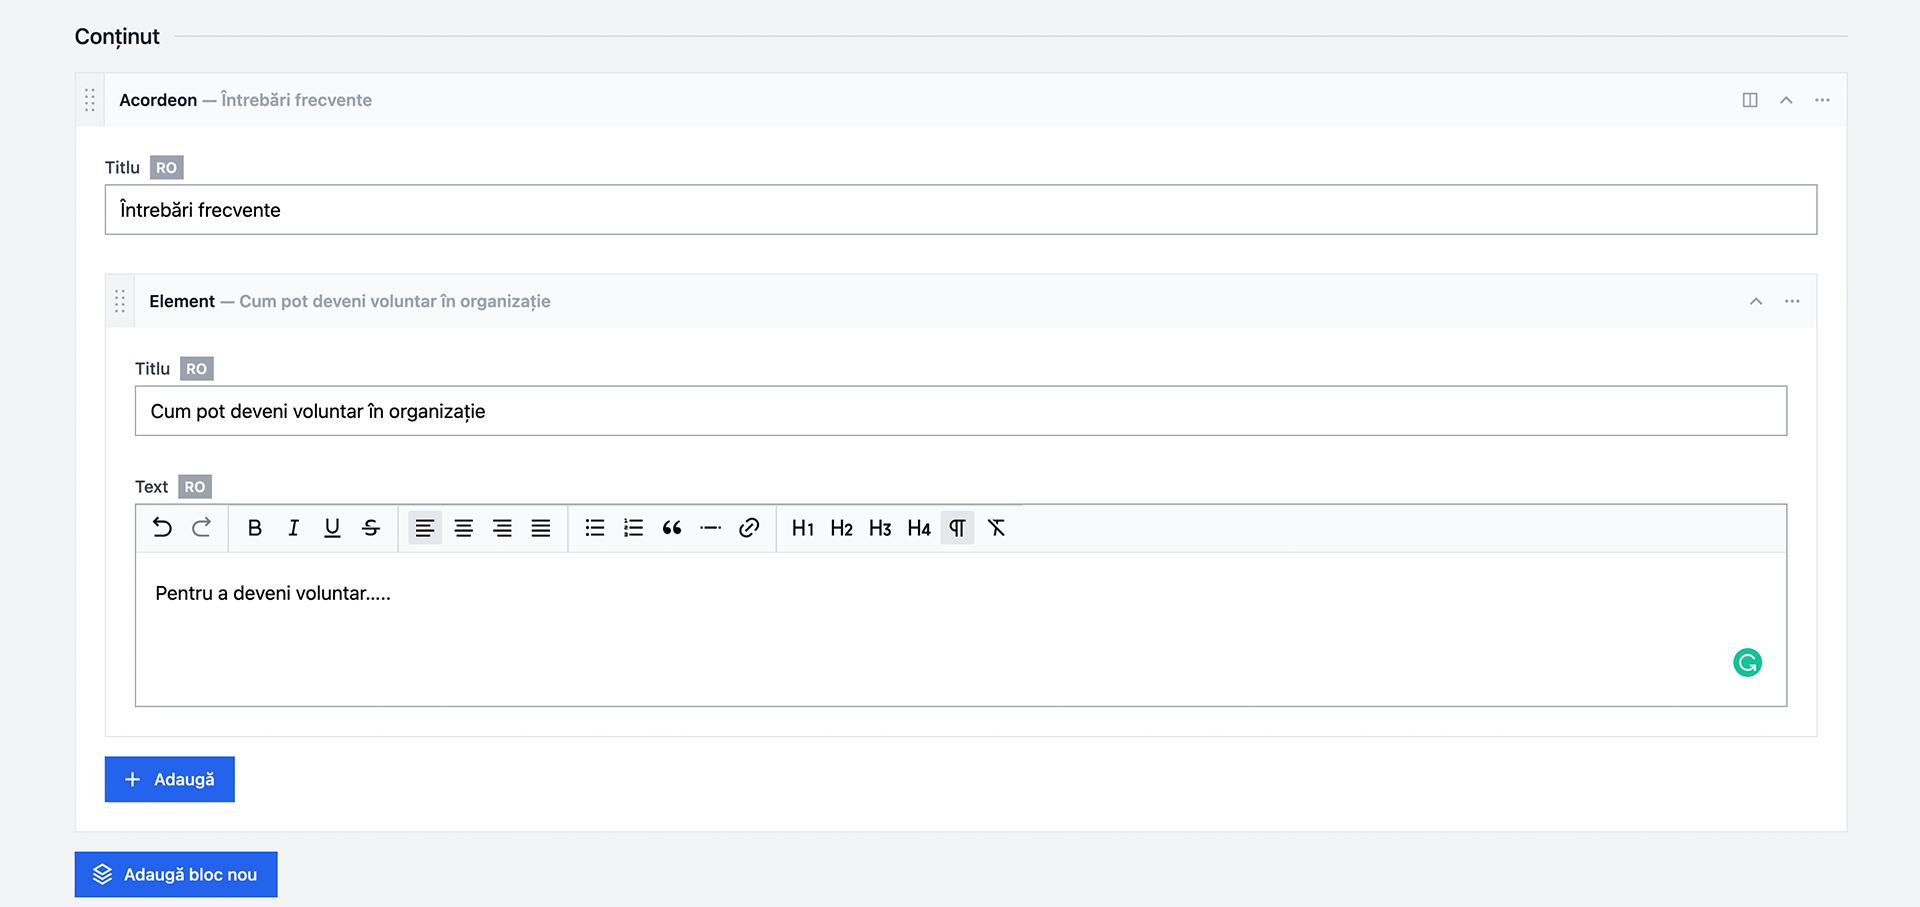 Conținut
Acordeon — Întrebări frecvente
Titlu RO
Întrebări frecvente
Element — Cum pot deveni voluntar în organizație
Titlu RO
Cum pot deveni voluntar în organizație
Text RO
B I U S H1 H2 H3 H4
Pentru a deveni voluntar.....
+ Adaugă
Adaugă bloc nou